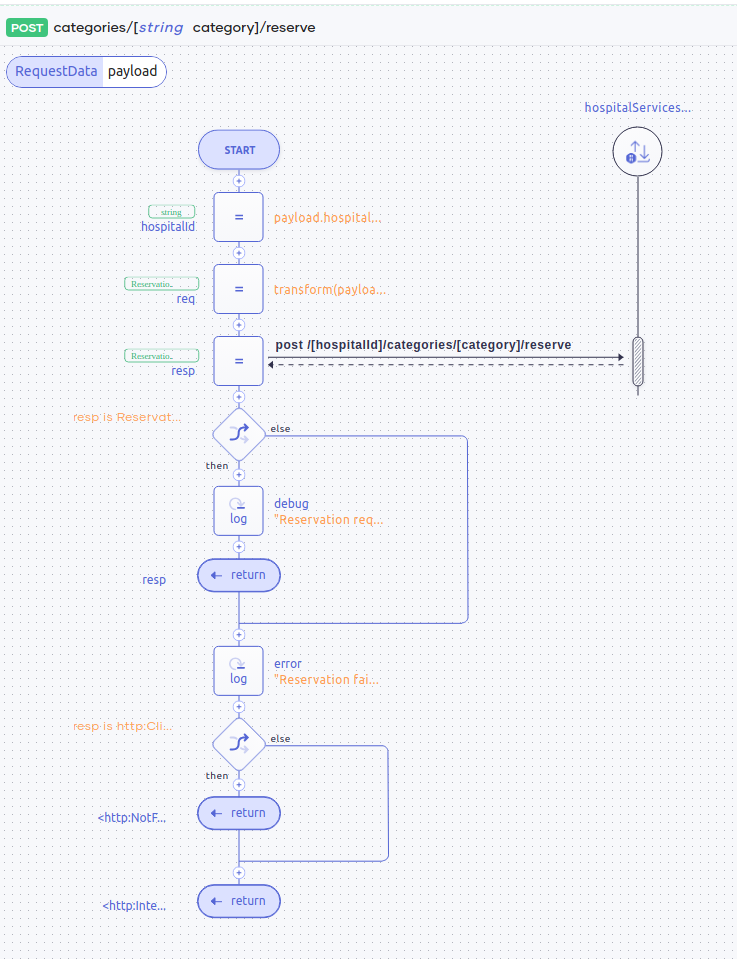 POST categories/[string category]/reserve
RequestData payload
hospitalServices...
START
string
hospitalId
=
payload.hospital...
Reservatio.
req
=
transform(payloa...
Reservatio.
resp
=
post /[hospitalId]/categories/[category]/reserve
resp is Reservat...
else
then
log
debug
"Reservation req...
resp
return
log
error
"Reservation fai...
resp is http:Cli...
else
then
<http:NotF...
return
<http:Inte...
return